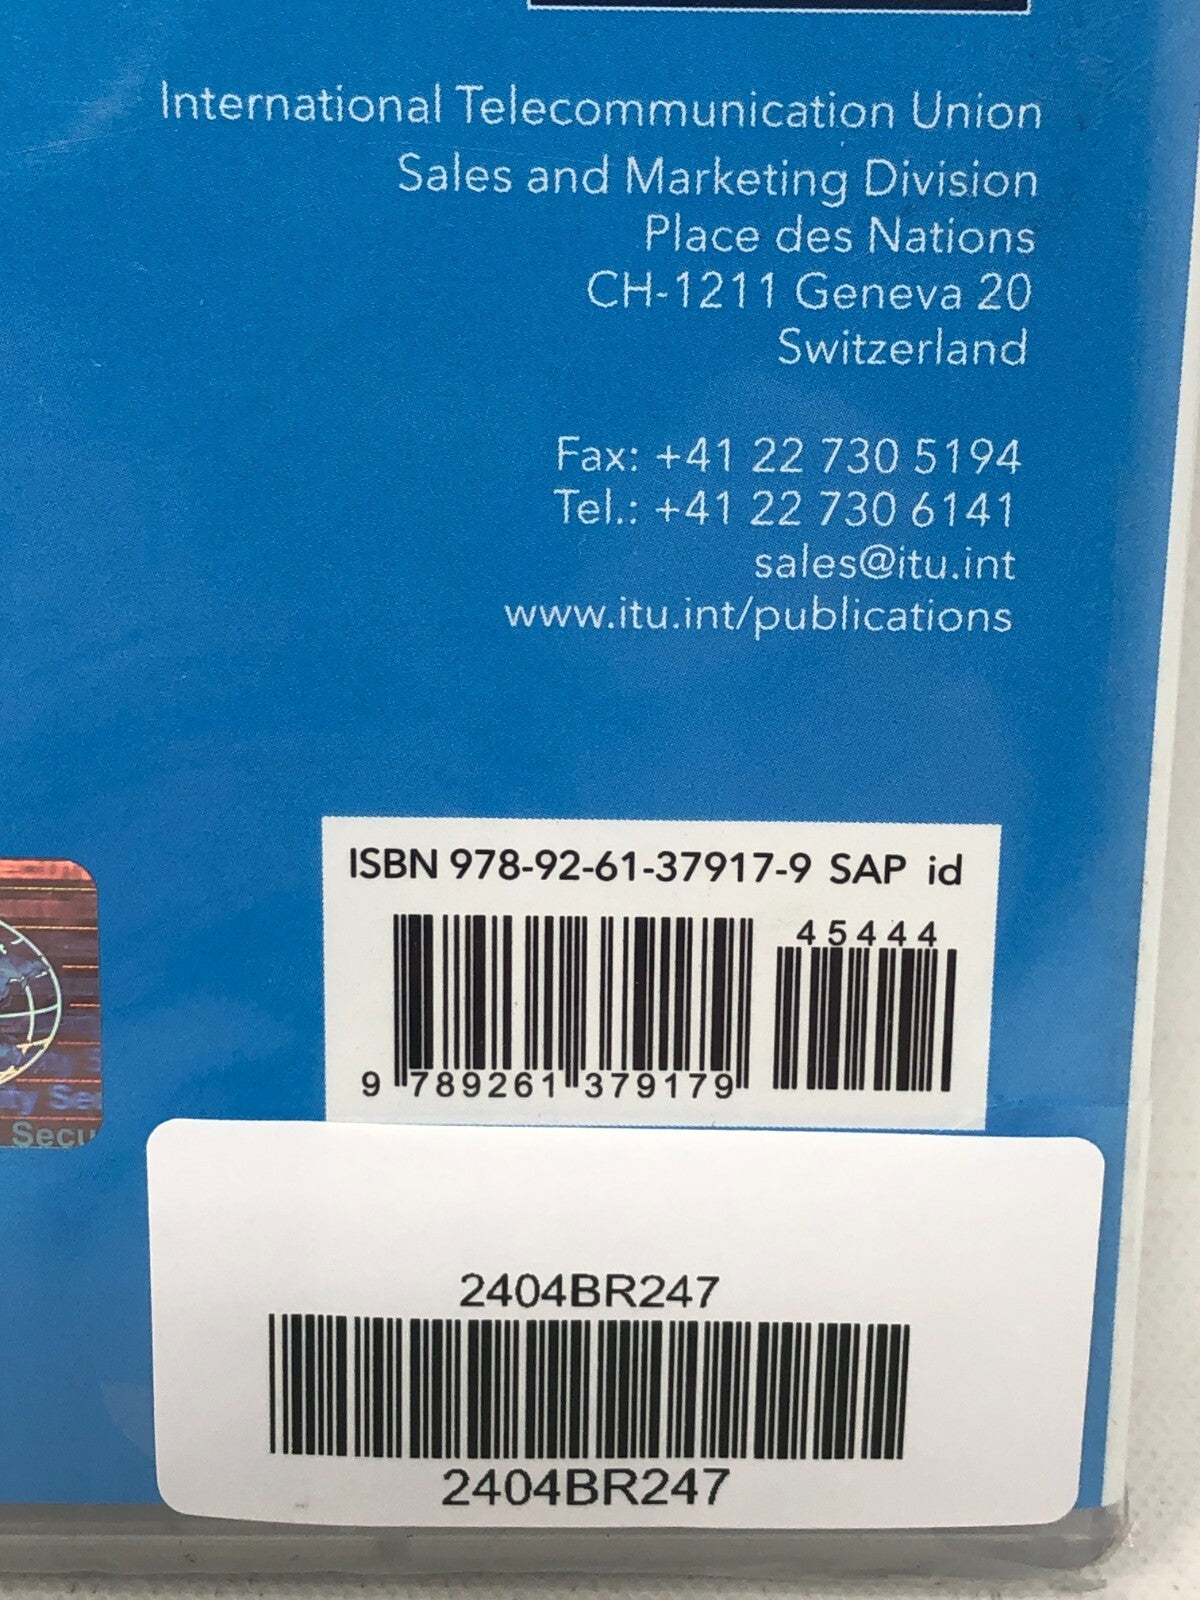 International Telecommunication Union
Sales and Marketing Division
Place des Nations
CH-1211 Geneva 20
Switzerland
Fax: +41 22 730 5194
Tel.: +41 22 730 6141
sales@itu.int
www.itu.int/publications
ISBN 978-92-61-37917-9 SAP id
45444
9 789261 379179
Secu
2404BR247
2404BR247